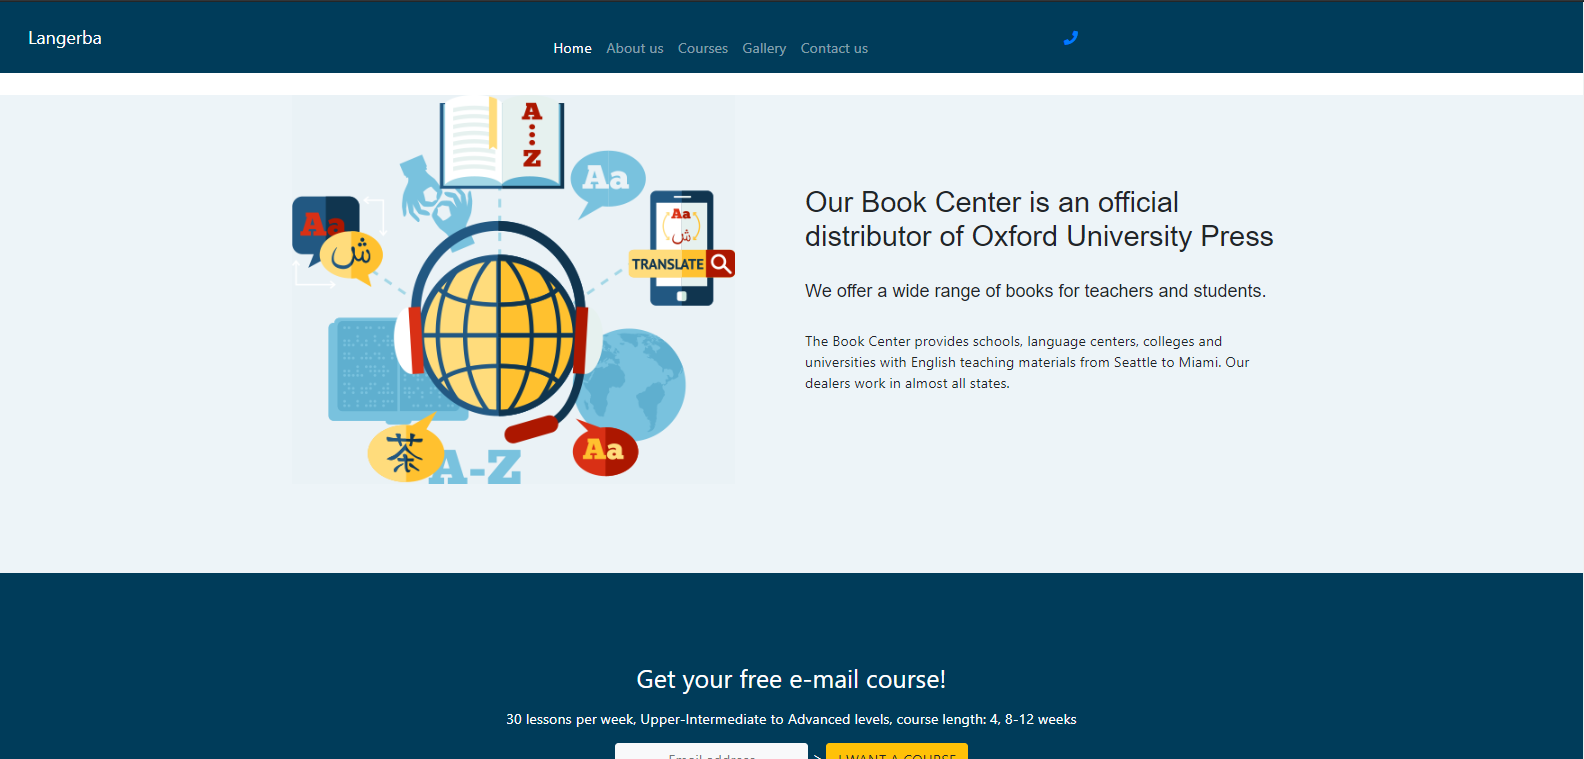 Langerba
Home About us Courses Gallery Contact us
A
Z
Aa
Aa
ش
Aa
ش
TRANSLATE
茶
A-Z
Aa
Our Book Center is an official
distributor of Oxford University Press
We offer a wide range of books for teachers and students.
The Book Center provides schools, language centers, colleges and
universities with English teaching materials from Seattle to Miami. Our
dealers work in almost all states.
Get your free e-mail course!
30 lessons per week, Upper-Intermediate to Advanced levels, course length: 4, 8-12 weeks
Email address > I WANT A COURSE